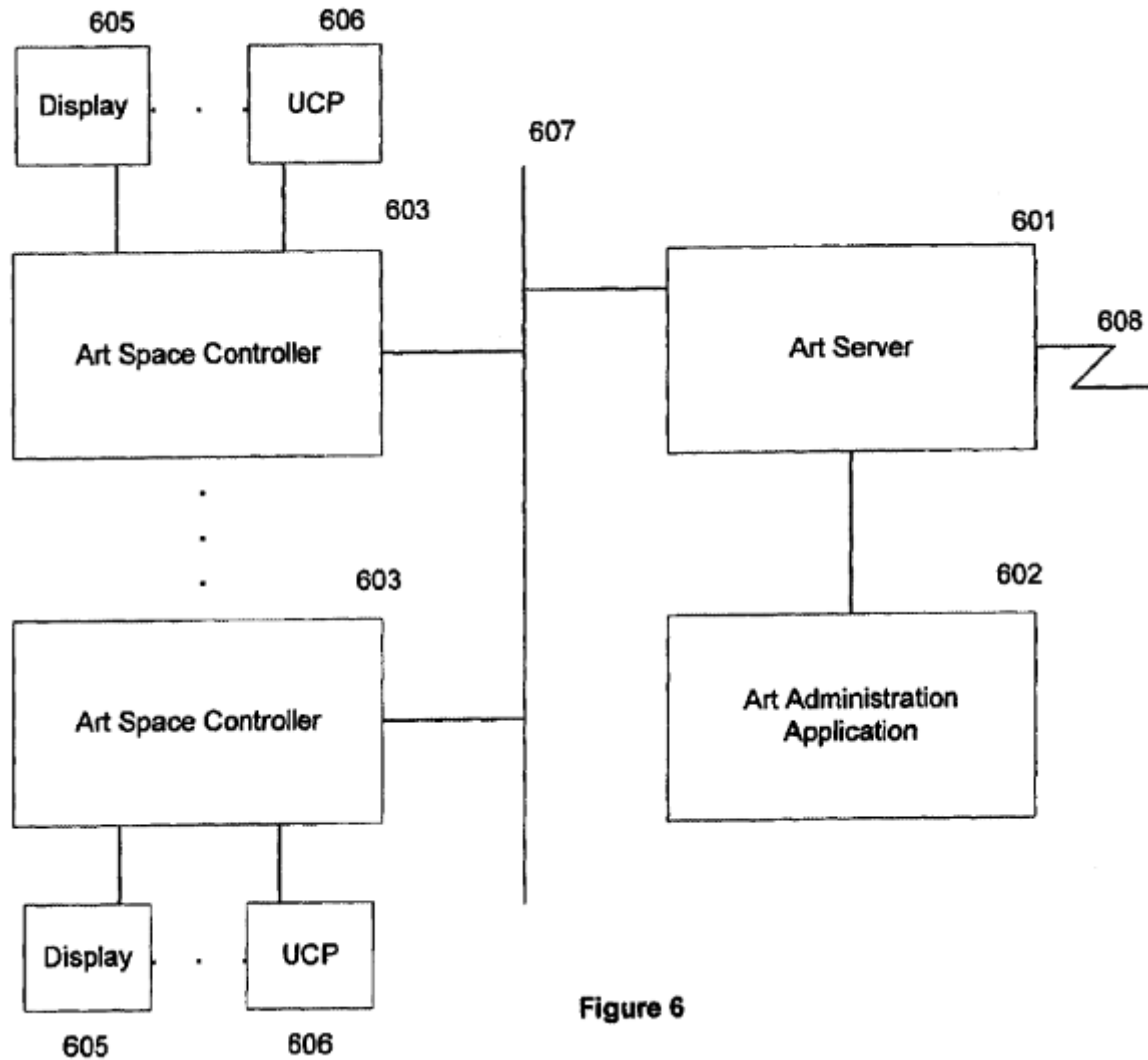 605
606
Display
UCP
607
603
601
Art Space Controller
Art Server
608
603
602
Art Space Controller
Art Administration
Application
Display
UCP
605
606
Figure 6